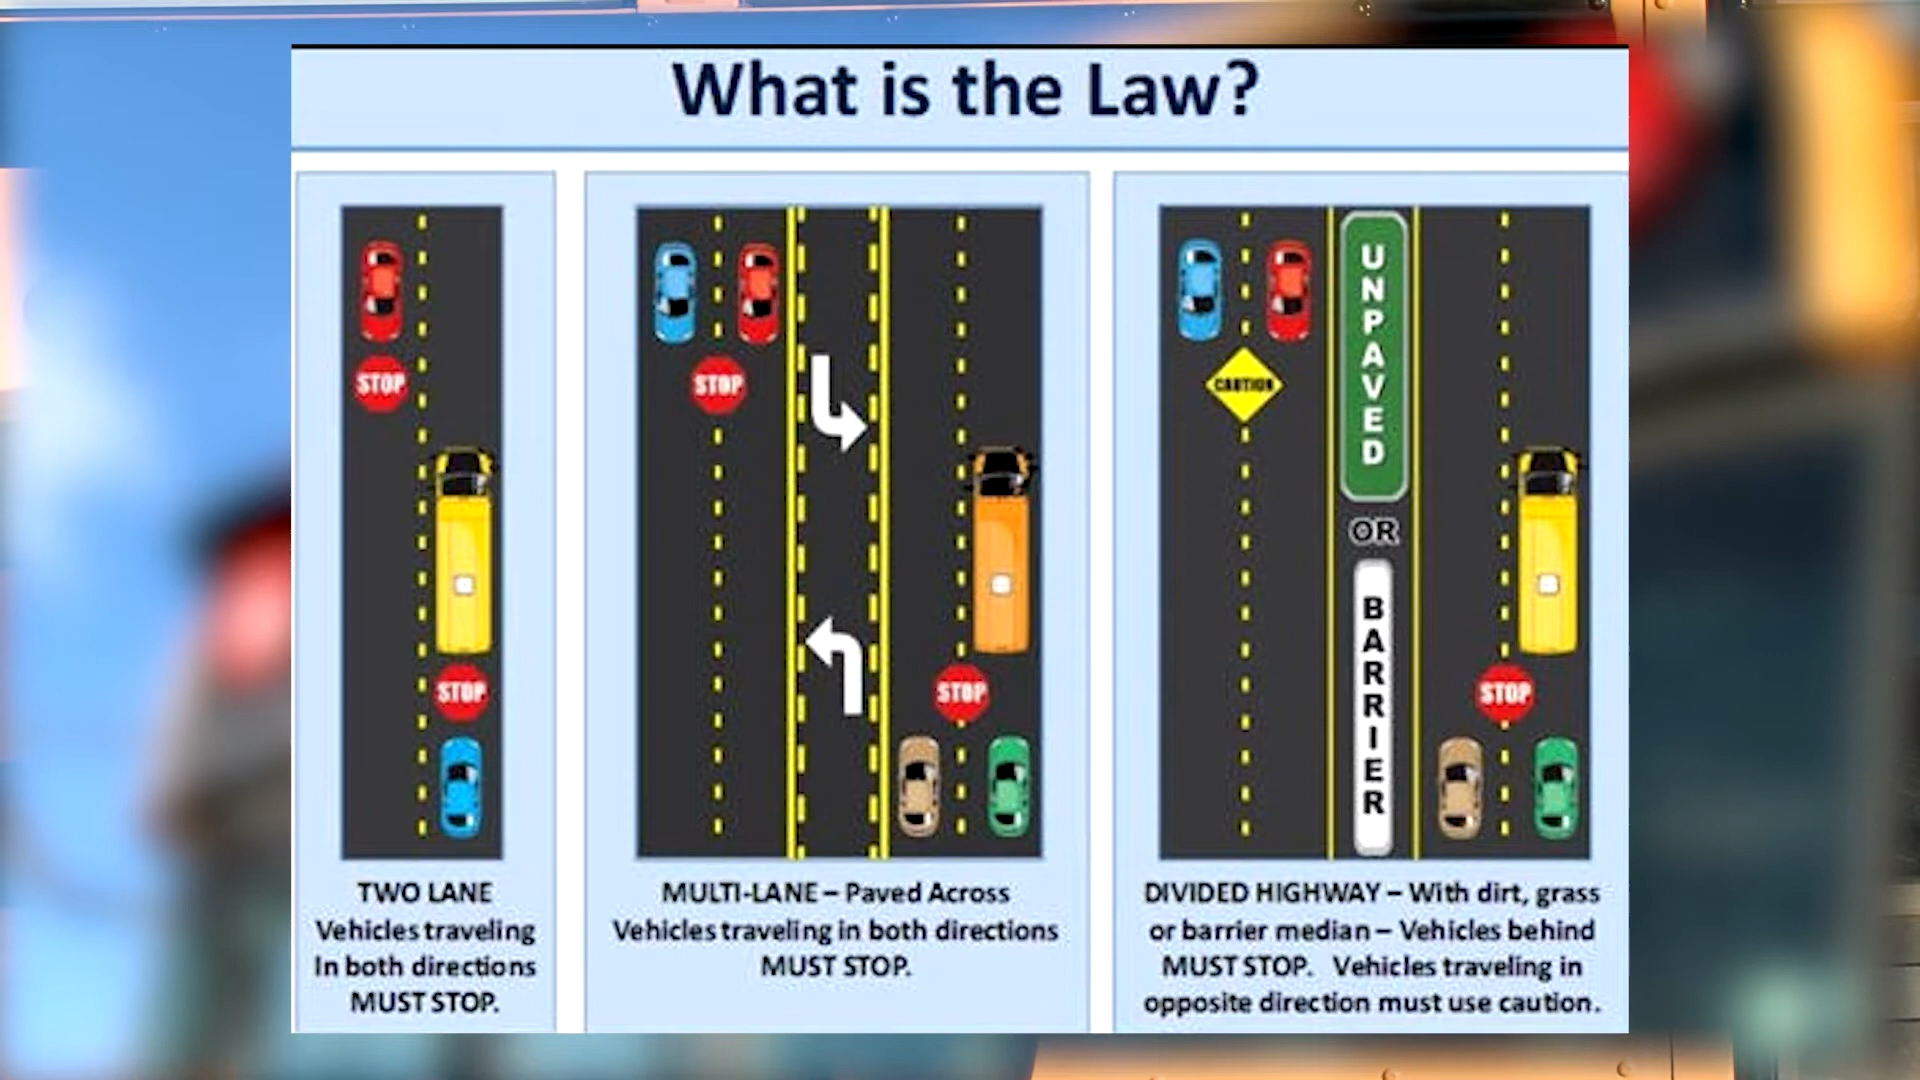 What is the Law?
STOP
STOP
TWO LANE
Vehicles traveling
In both directions
MUST STOP.
STOP
STOP
MULTI-LANE – Paved Across
Vehicles traveling in both directions
MUST STOP.
CAUTION
UNPAVED
OR
BARRIER
STOP
DIVIDED HIGHWAY – With dirt, grass
or barrier median – Vehicles behind
MUST STOP. Vehicles traveling in
opposite direction must use caution.